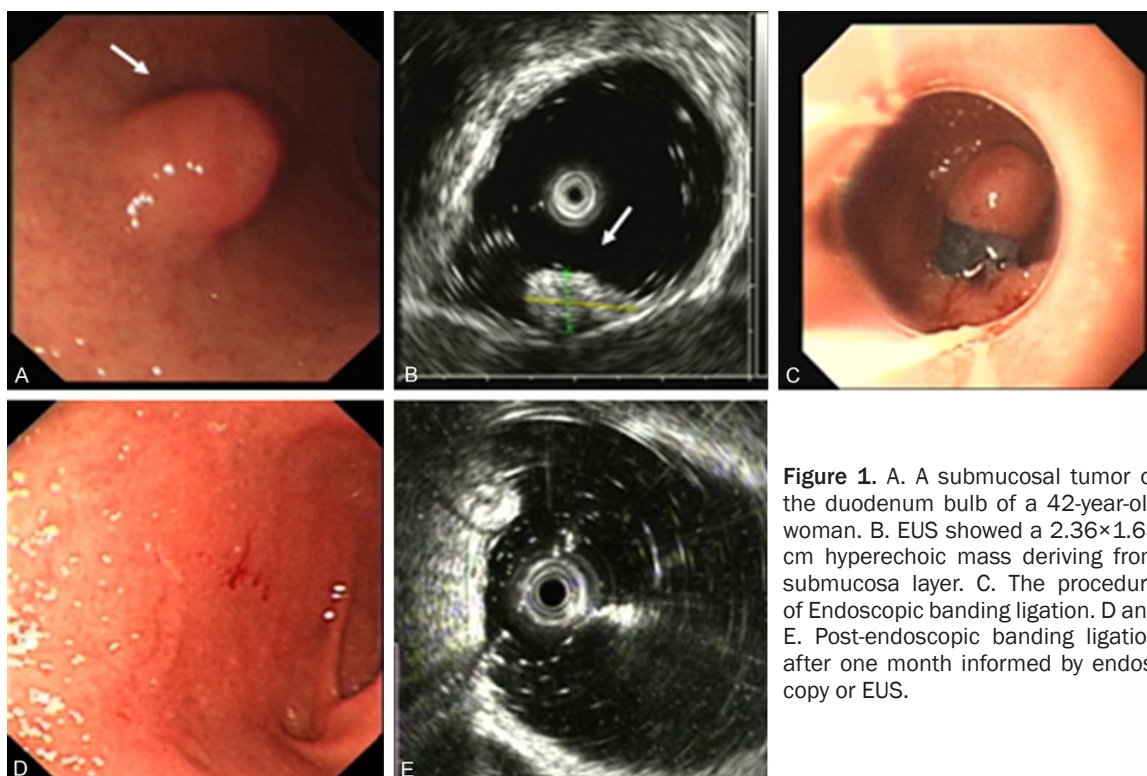 A
B
C
D
E
Figure 1. A. A submucosal tumor o
the duodenum bulb of a 42-year-ol
woman. B. EUS showed a 2.36×1.6
cm hyperechoic mass deriving from
submucosa layer. C. The procedur
of Endoscopic banding ligation. D an
E. Post-endoscopic banding ligation
after one month informed by endos
copy or EUS.